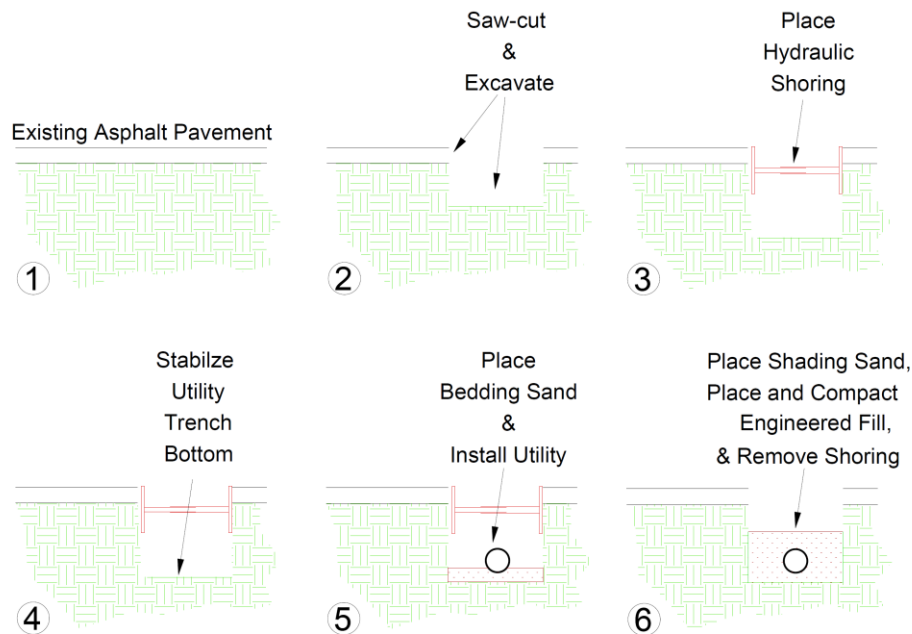 Existing Asphalt Pavement
1
Saw-cut
&
Excavate
2
Place
Hydraulic
Shoring
3
Stabilze
Utility
Trench
Bottom
4
Place
Bedding Sand
&
Install Utility
5
Place Shading Sand,
Place and Compact
Engineered Fill,
& Remove Shoring
6